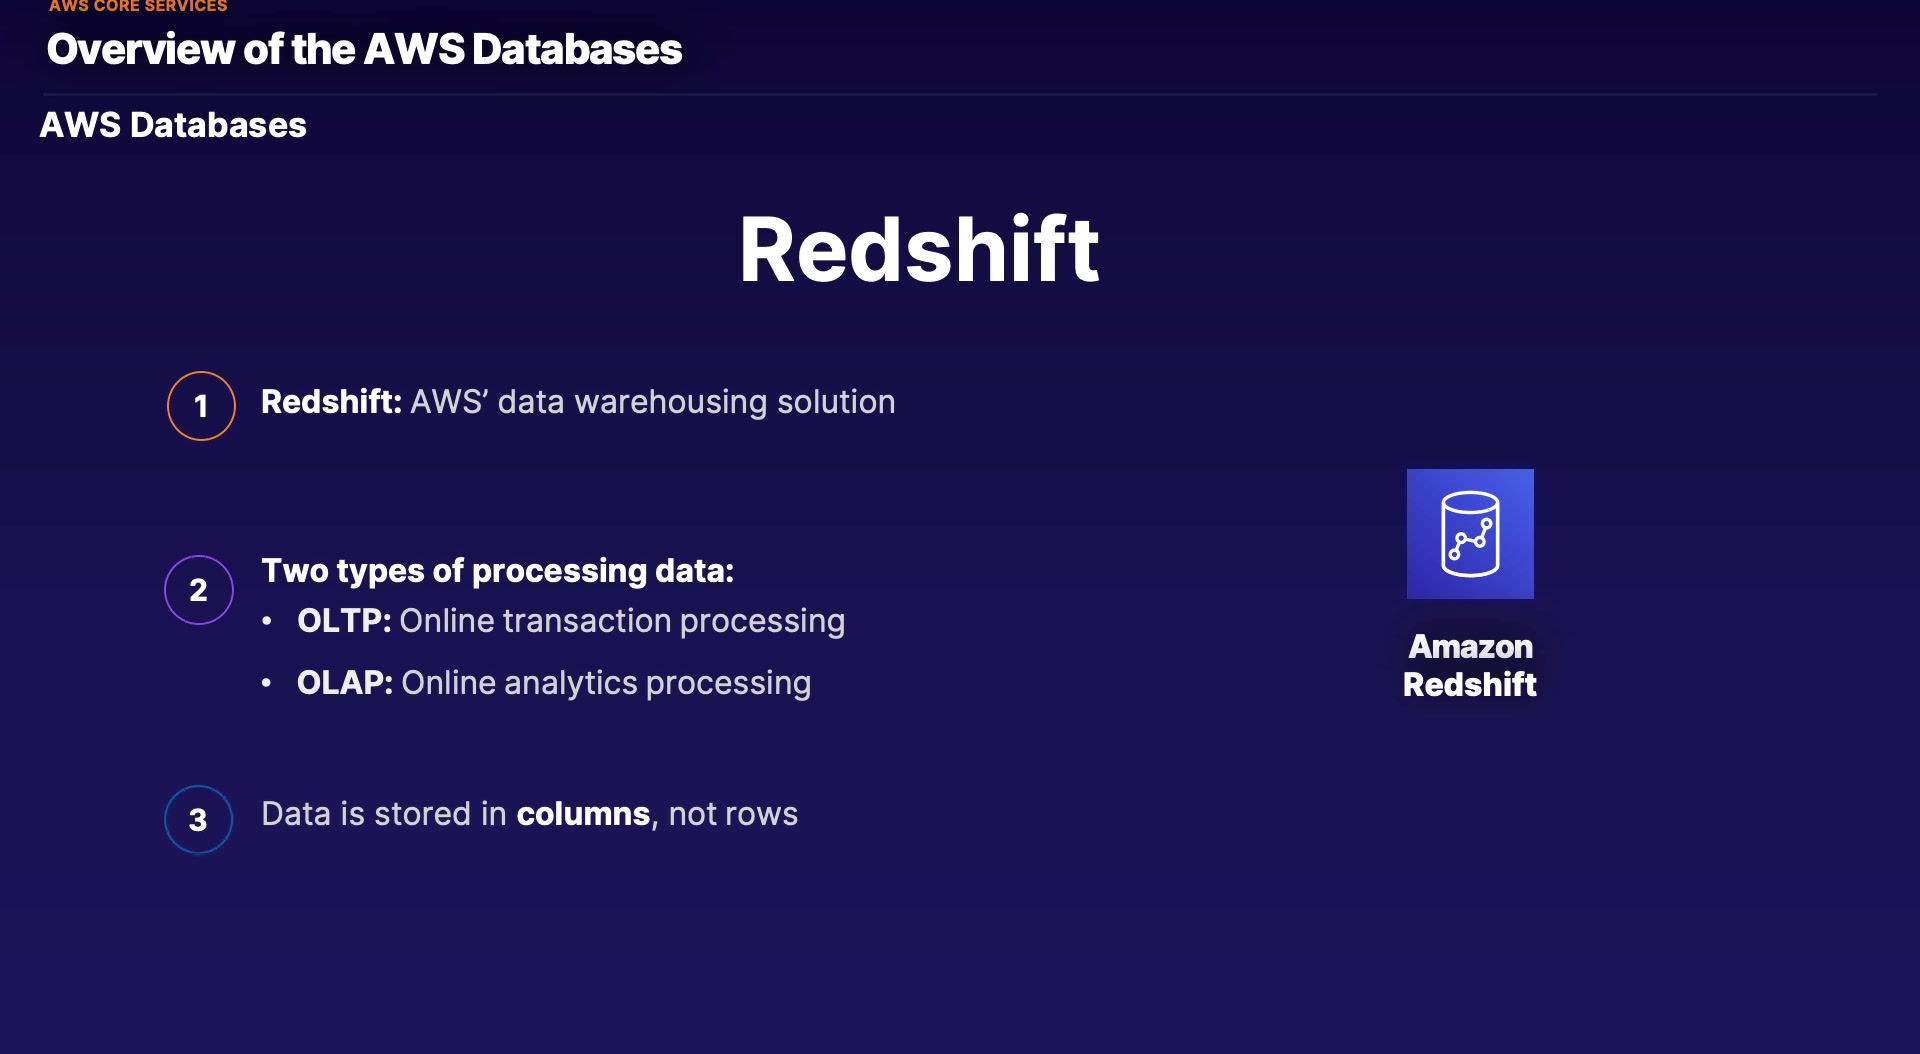 AWS CORE SERVICES
Overview of the AWS Databases
AWS Databases
Redshift
1 Redshift: AWS’ data warehousing solution
2 Two types of processing data:
• OLTP: Online transaction processing
• OLAP: Online analytics processing
3 Data is stored in columns, not rows
Amazon
Redshift